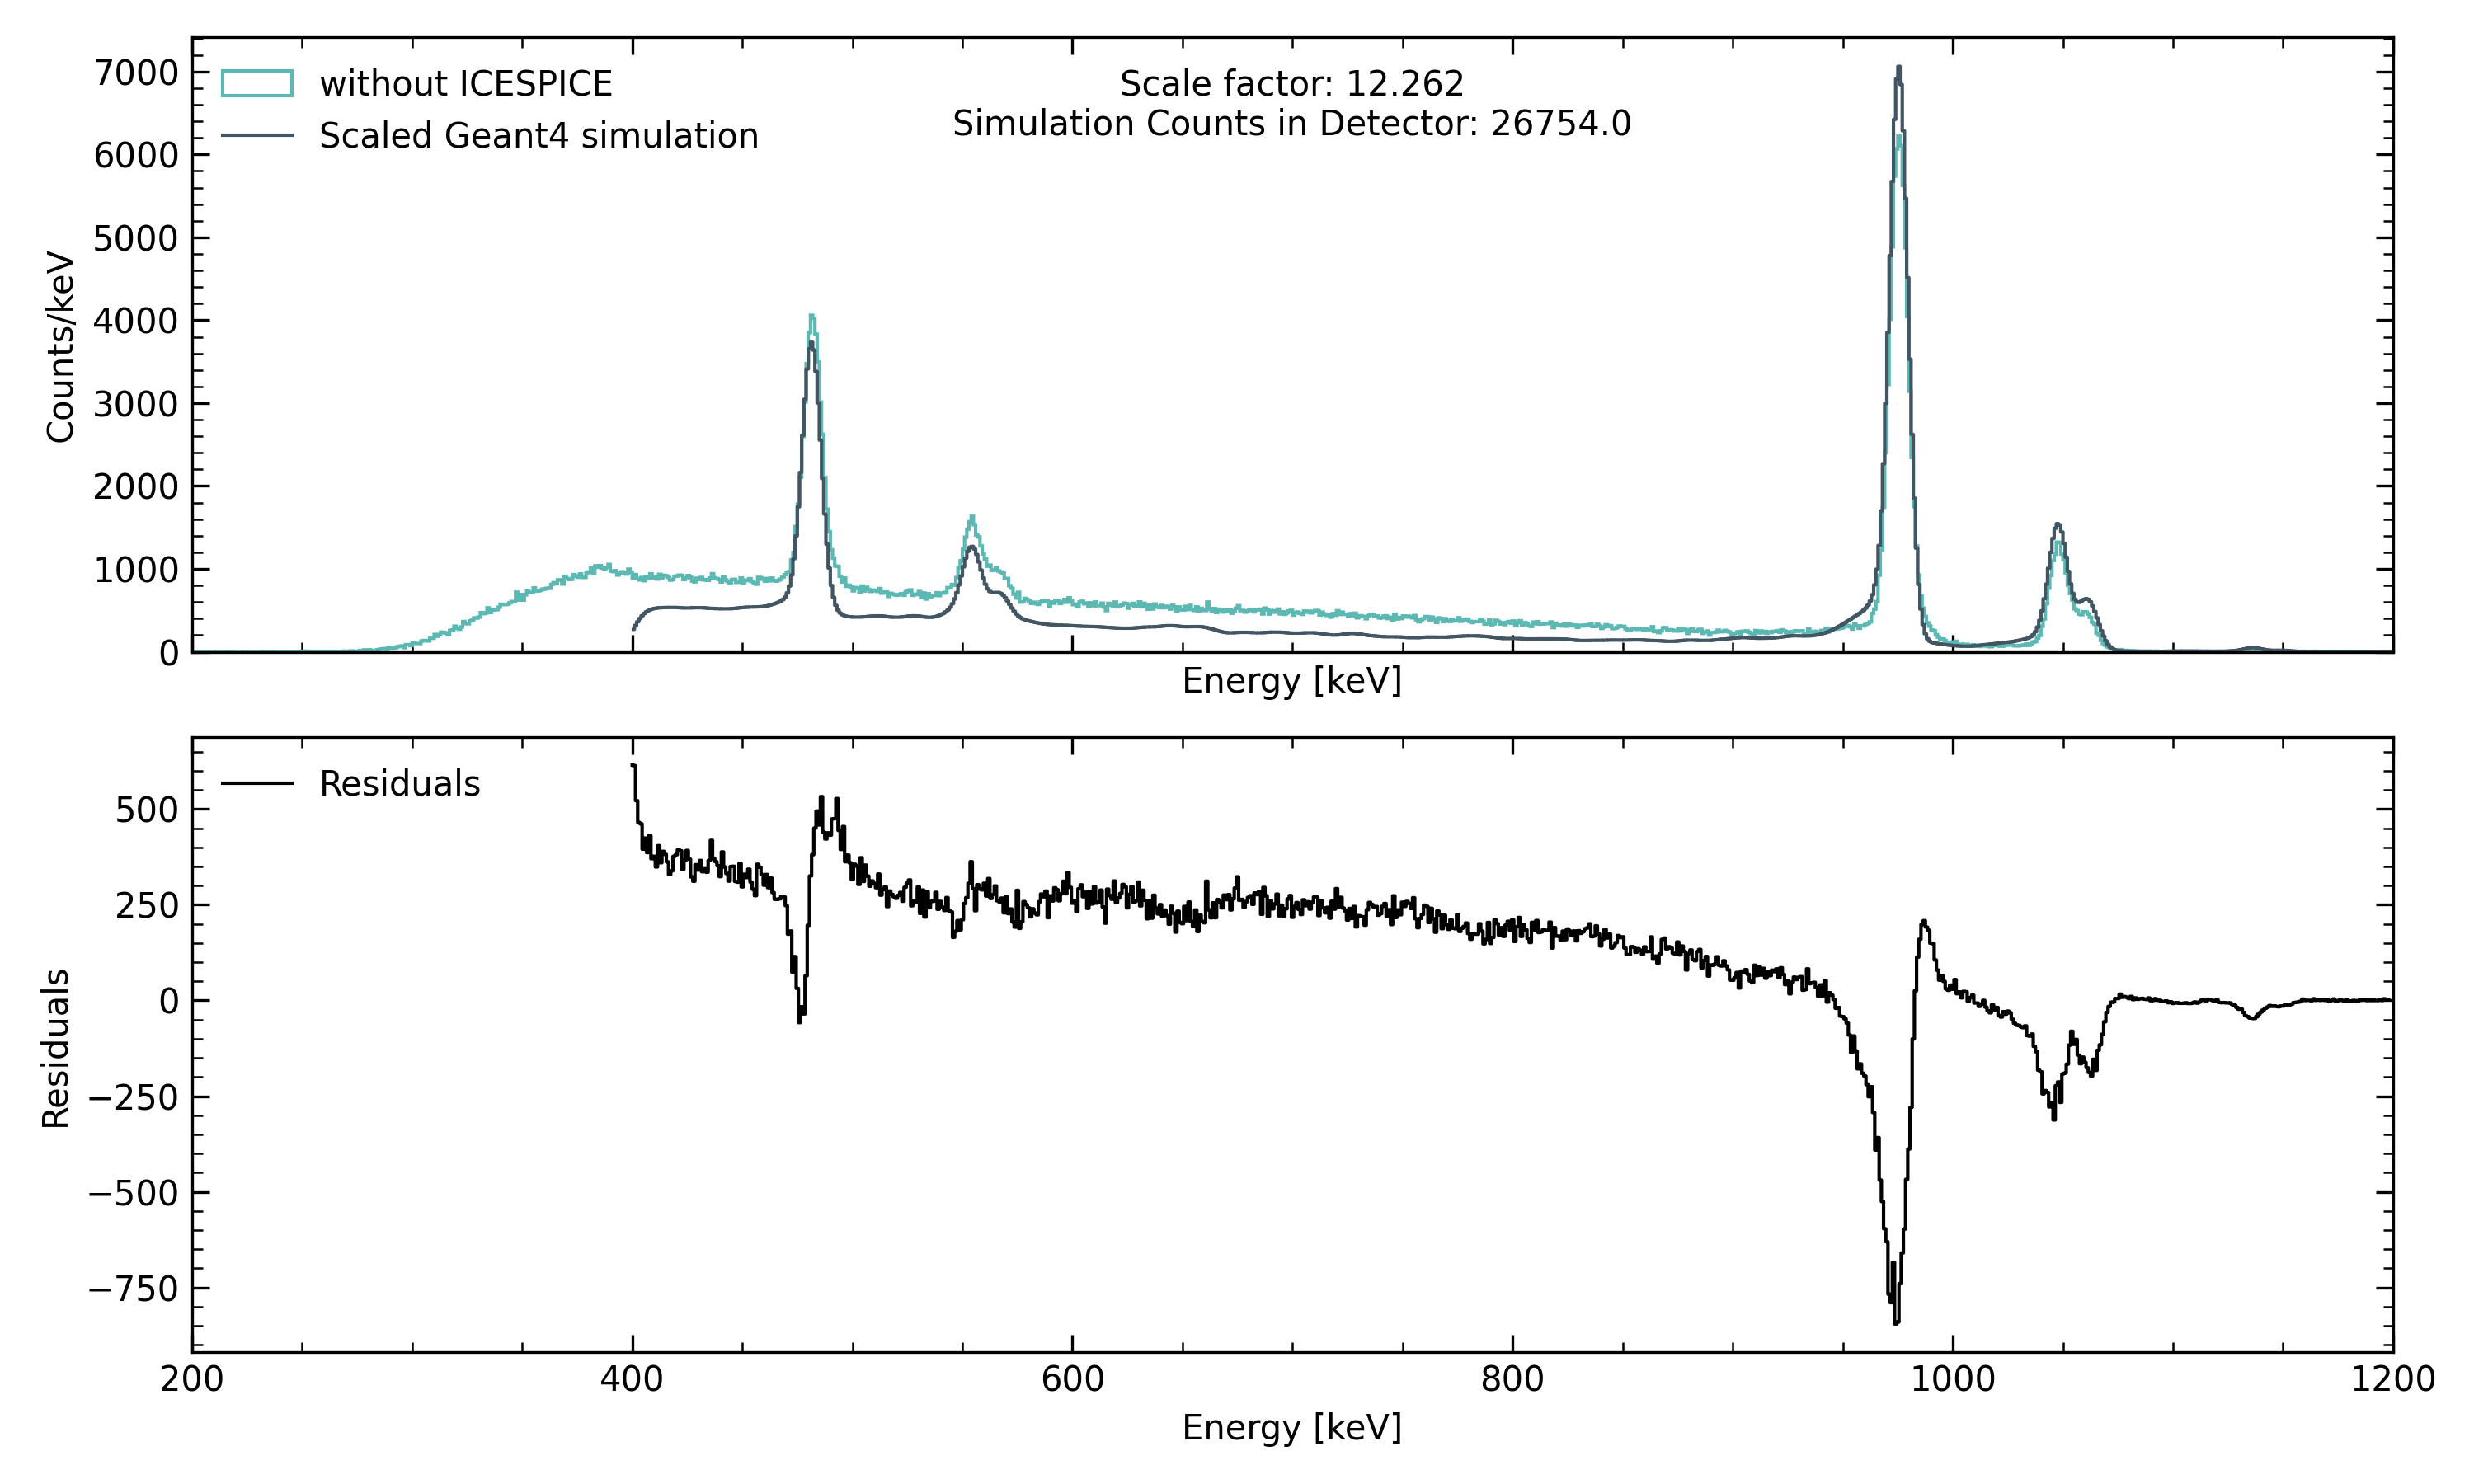 without ICESPICE
Scaled Geant4 simulation
Scale factor: 12.262
Simulation Counts in Detector: 26754.0
Counts/keV
7000
6000
5000
4000
3000
2000
1000
0
Energy [keV]
Residuals
Residuals
500
250
0
−250
−500
−750
200
400
600
800
1000
1200
Energy [keV]